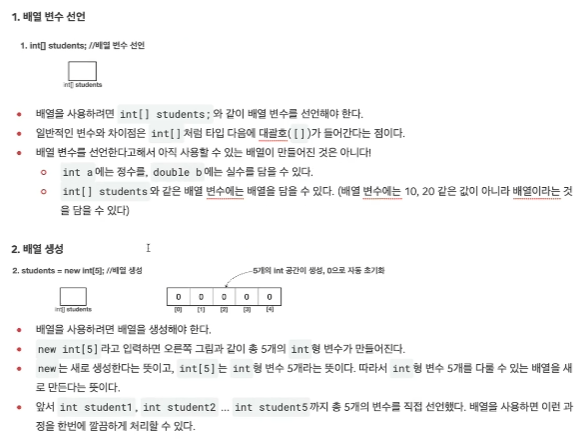 1. 배열 변수 선언
1. int[] students; //배열 변수 선언
int[] students
• 배열을 사용하려면 int[] students; 와 같이 배열 변수를 선언해야 한다.
• 일반적인 변수와 차이점은 int[] 처럼 타입 다음에 대괄호( [] )가 들어간다는 점이다.
• 배열 변수를 선언한다고해서 아직 사용할 수 있는 배열이 만들어진 것은 아니다!
o int a 에는 정수를, double b 에는 실수를 담을 수 있다.
o int[] students 와 같은 배열 변수에는 배열을 담을 수 있다. (배열 변수에는 10, 20 같은 값이 아니라 배열이라는 것
을 담을 수 있다)
2. 배열 생성
2. students = new int[5]; //배열 생성
5개의 int 공간이 생성, 0으로 자동 초기화
0 0 0 0 0
int[] students
[0] [1] [2] [3] [4]
• 배열을 사용하려면 배열을 생성해야 한다.
• new int[5] 라고 입력하면 오른쪽 그림과 같이 총 5개의 int 형 변수가 만들어진다.
• new 는 새로 생성한다는 뜻이고, int[5] 는 int 형 변수 5개라는 뜻이다. 따라서 int 형 변수 5개를 다룰 수 있는 배열을 새
로 만든다는 뜻이다.
• 앞서 int student1 , int student2 ... int student5 까지 총 5개의 변수를 직접 선언했다. 배열을 사용하면 이런 과
정을 한번에 깔끔하게 처리할 수 있다.